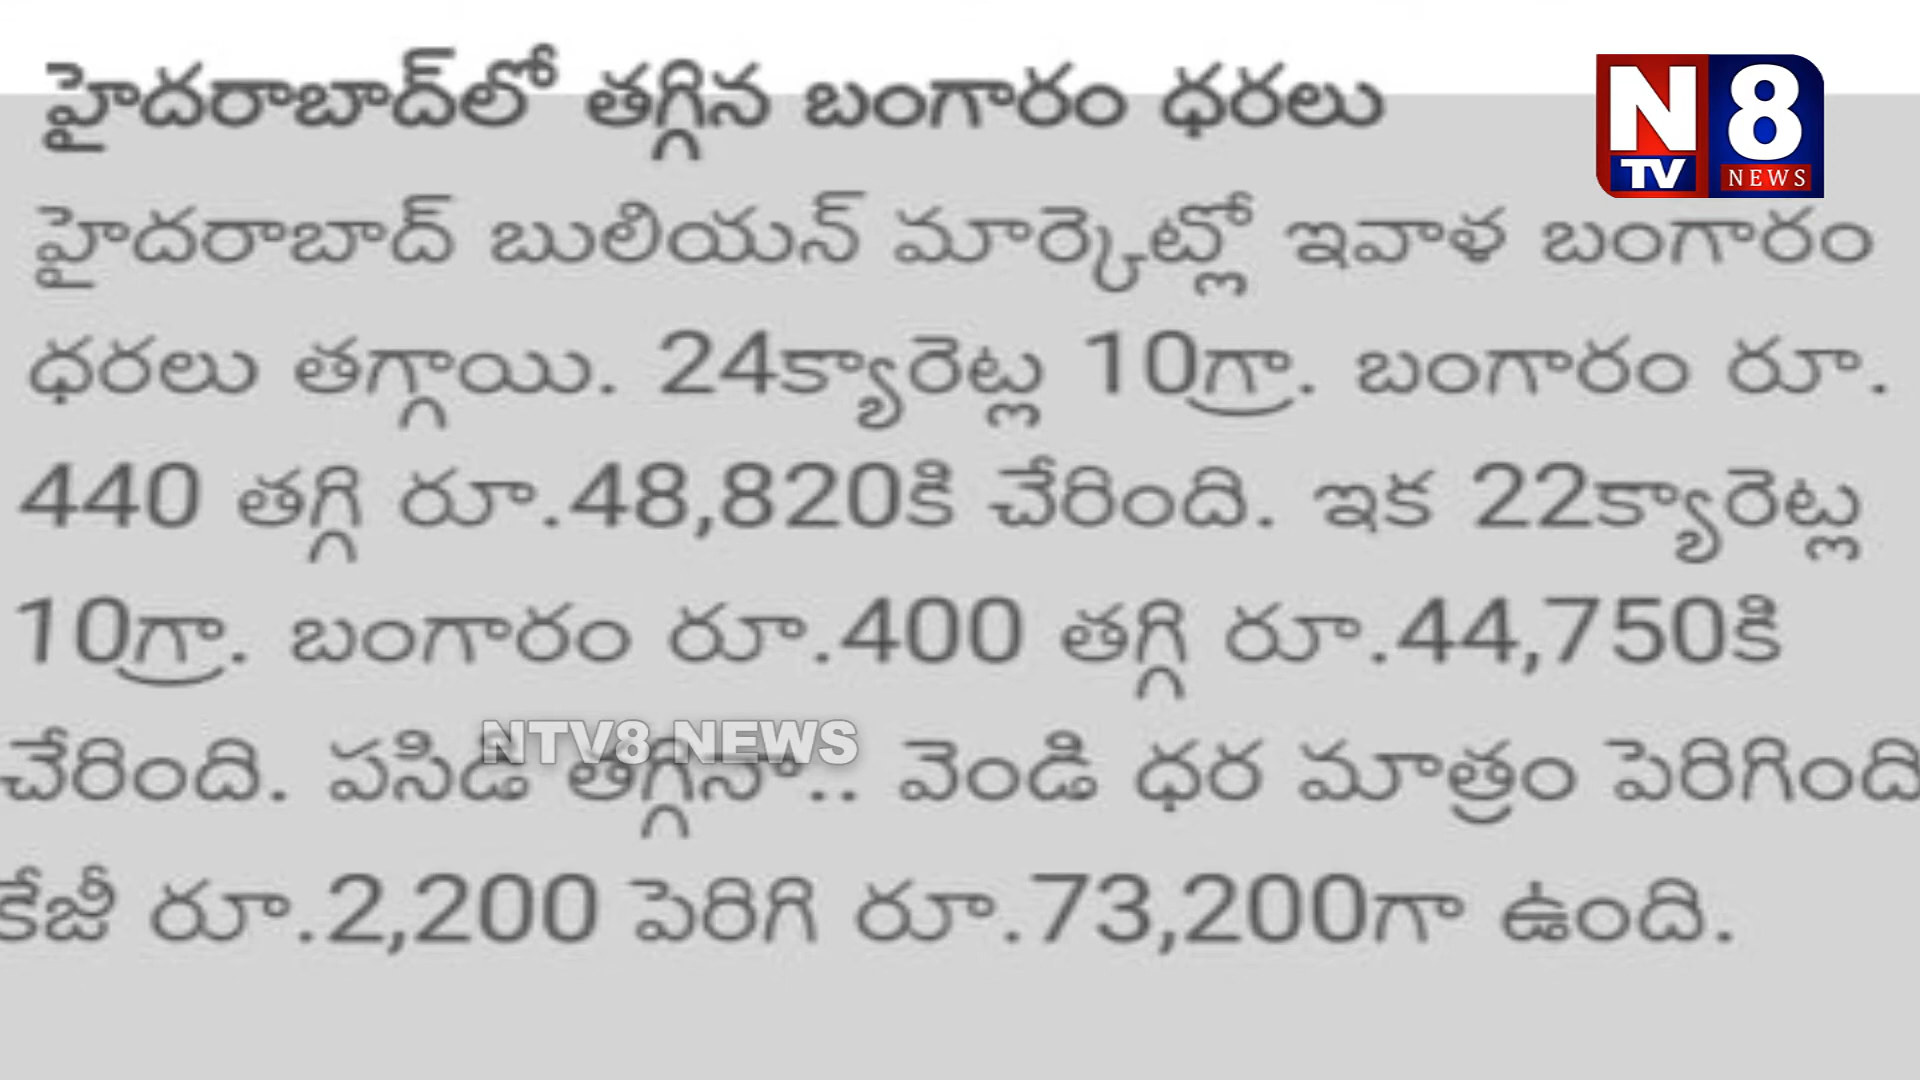 హైదరాబాద్‌లో తగ్గిన బంగారం ధరలు
N 8
TV NEWS
హైదరాబాద్ బులియన్ మార్కెట్లో ఇవాళ బంగారం
ధరలు తగ్గాయి. 24క్యారెట్ల 10గ్రా. బంగారం రూ.
440 తగ్గి రూ.48,820కి చేరింది. ఇక 22క్యారెట్ల
10గ్రా. బంగారం రూ.400 తగ్గి రూ.44,750కి
చేరింది. పసిడి తగ్గినా.. వెండి ధర మాత్రం పెరిగింది
NTV8 NEWS
కేజీ రూ.2,200 పెరిగి రూ.73,200గా ఉంది.